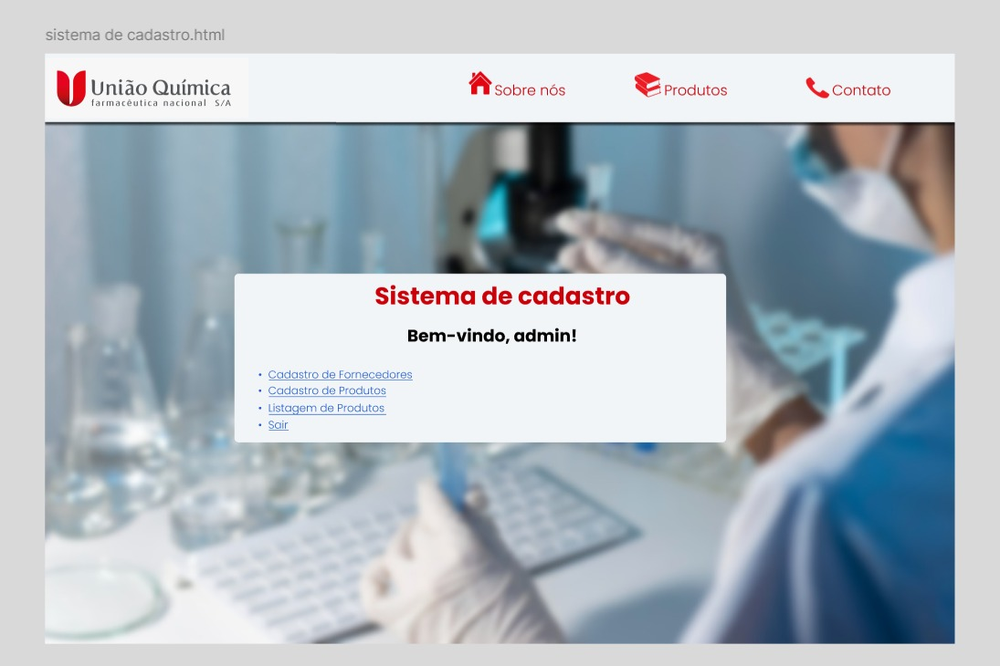 sistema de cadastro.html
União Química
farmacêutica nacional S/A
Sobre nós
Produtos
Contato
Sistema de cadastro
Bem-vindo, admin!
• Cadastro de Fornecedores
• Cadastro de Produtos
• Listagem de Produtos
• Sair